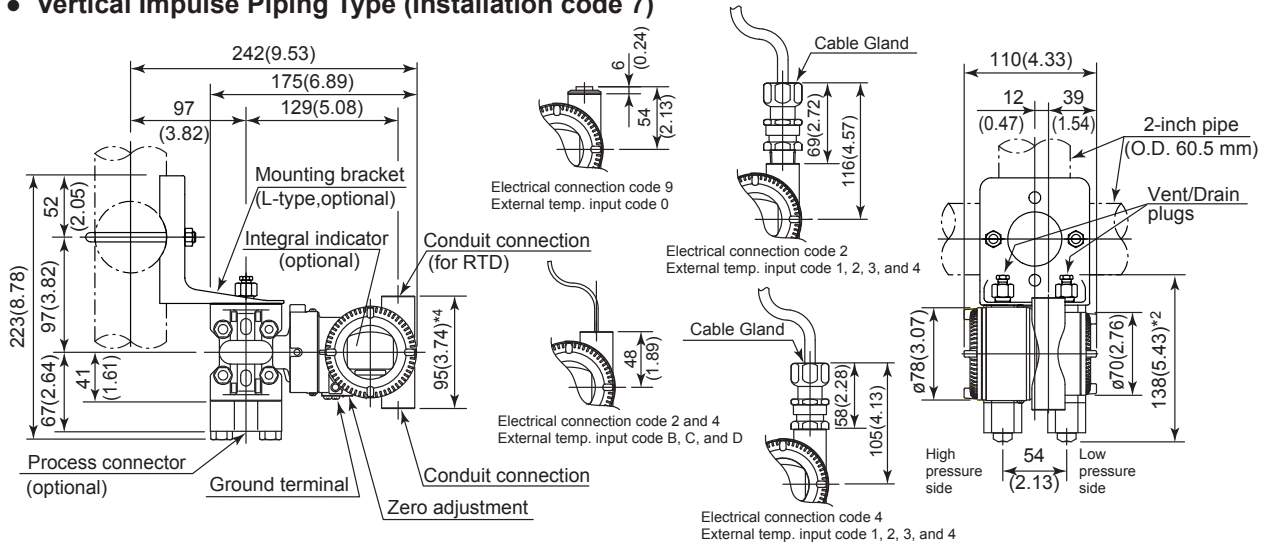 ● Vertical Impulse Piping Type (Installation code 7)
242(9.53)
175(6.89)
97
(3.82)
129(5.08)
223(8.78)
52
(2.05)
97(3.82)
67(2.64)
41
(1.61)
Mounting bracket
(L-type,optional)
Integral indicator
(optional)
Conduit connection
(for RTD)
95(3.74)*4
Process connector
(optional)
Ground terminal
Conduit connection
Zero adjustment
6
(0.24)
54
(2.13)
Electrical connection code 9
External temp. input code 0
48
(1.89)
Electrical connection code 2 and 4
External temp. input code B, C, and D
Cable Gland
69(2.72)
116(4.57)
Electrical connection code 2
External temp. input code 1, 2, 3, and 4
Cable Gland
58(2.28)
105(4.13)
Electrical connection code 4
External temp. input code 1, 2, 3, and 4
110(4.33)
12
(0.47)
39
(1.54)
2-inch pipe
(O.D. 60.5 mm)
Vent/Drain
plugs
ø78(3.07)
ø70(2.76)
138(5.43)*2
High
pressure
side
54
(2.13)
Low
pressure
side